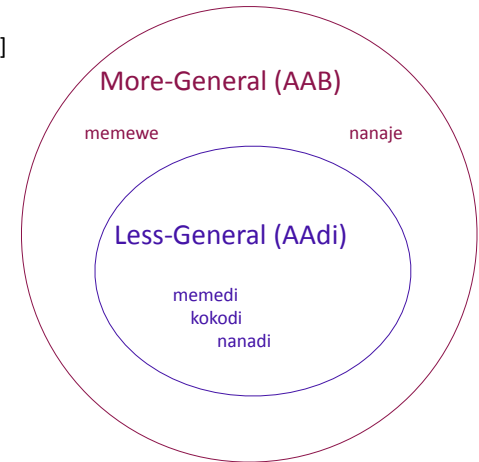 ]
More-General (AAB)
memewe nanaje
Less-General (AAdi)
memedi
kokodi
nanadi